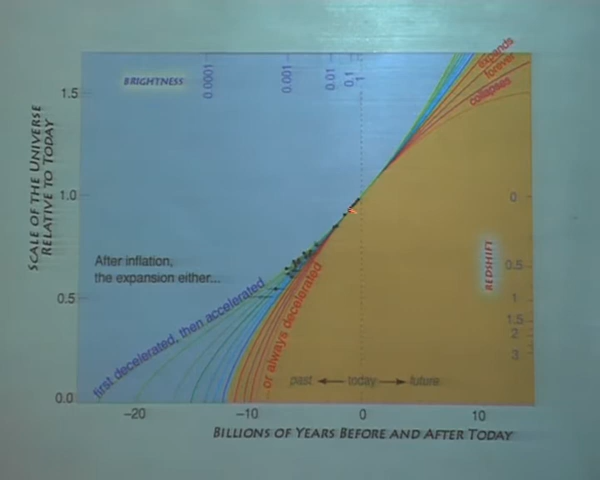 BRIGHTNESS
0.0001
0.001
0.01
0.1
1
expands
forever
collapses
SCALE OF THE UNIVERSE
RELATIVE TO TODAY
1.5
1.0
0.5
0.0
After inflation,
the expansion either...
first decelerated, then accelerated
...or always decelerated
REDSHIFT
0
0.5
1
1.5
2
3
past today future
-20
-10
0
10
BILLIONS OF YEARS BEFORE AND AFTER TODAY